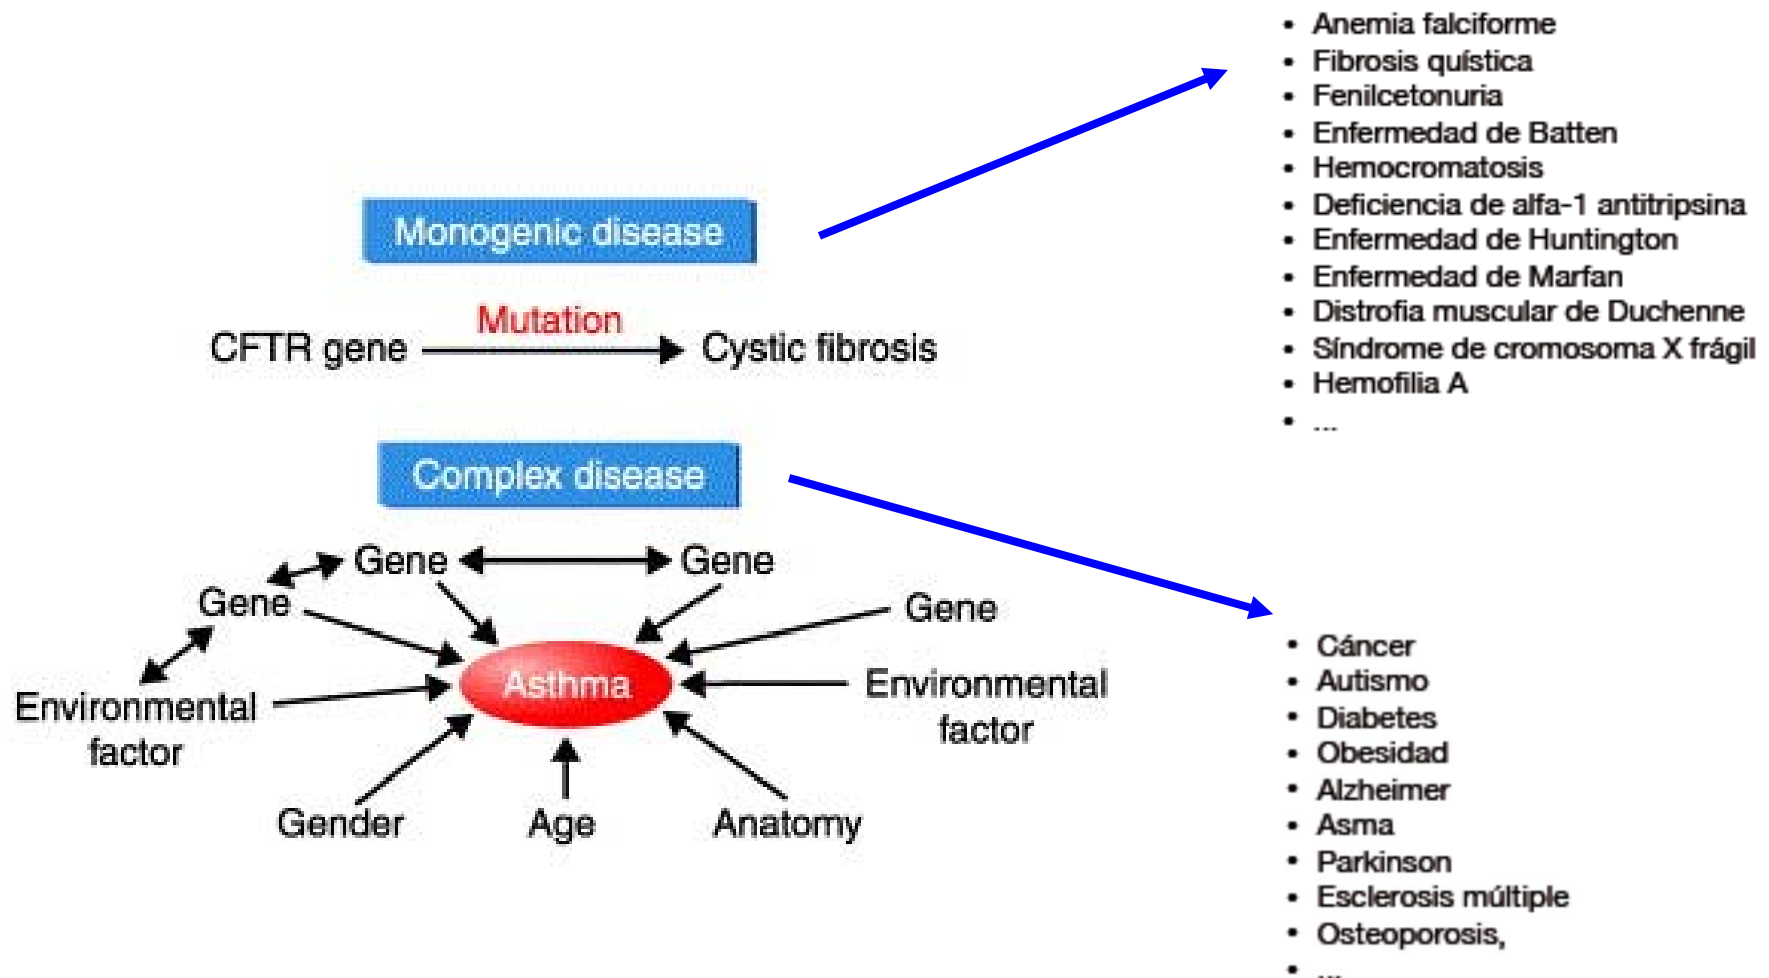 Monogenic disease
Mutation
CFTR gene
Cystic fibrosis
Complex disease
Gene
Gene
Gene
Gene
Asthma
Environmental
factor
Environmental
factor
Gender
Age
Anatomy
• Anemia falciforme
• Fibrosis quística
• Fenilcetonuria
• Enfermedad de Batten
• Hemocromatosis
• Deficiencia de alfa-1 antitripsina
• Enfermedad de Huntington
• Enfermedad de Marfan
• Distrofia muscular de Duchenne
• Síndrome de cromosoma X frágil
• Hemofilia A
• ...
• Cáncer
• Autismo
• Diabetes
• Obesidad
• Alzheimer
• Asma
• Parkinson
• Esclerosis múltiple
• Osteoporosis,
• ...